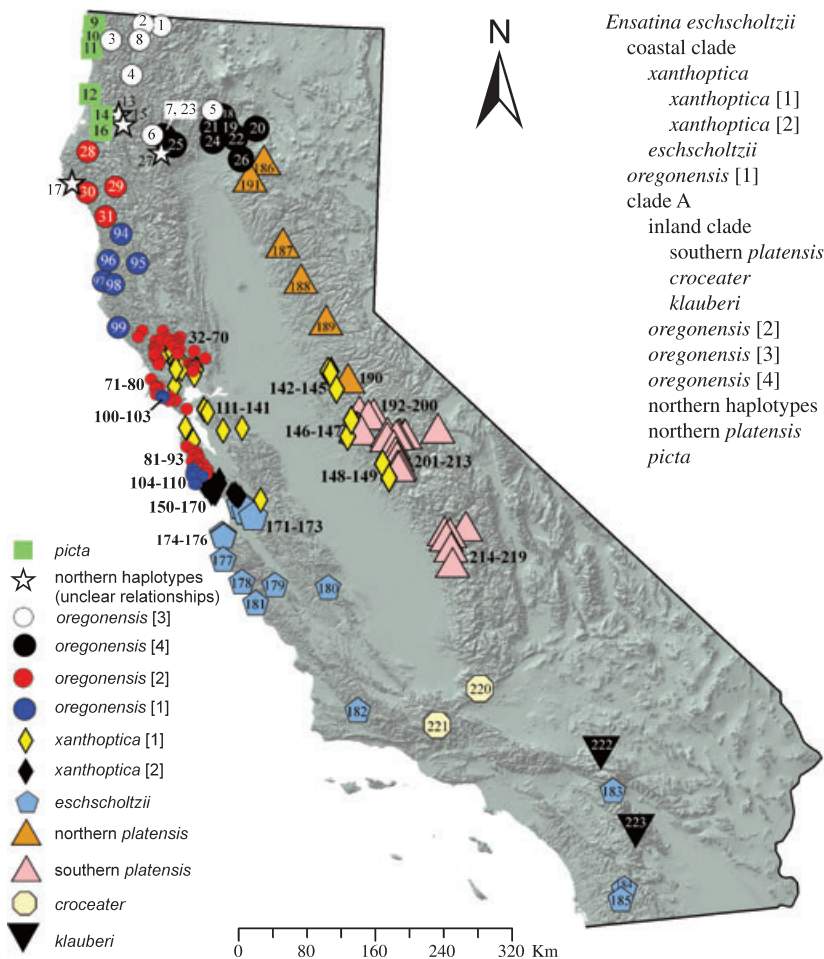 N
Ensatina eschscholtzii
coastal clade
xanthoptica
xanthoptica [1]
xanthoptica [2]
eschscholtzii
oregonensis [1]
clade A
inland clade
southern platensis
croceater
klauberi
oregonensis [2]
oregonensis [3]
oregonensis [4]
northern haplotypes
northern platensis
picta
9
2
1
10
3
8
11
4
12
13
7, 23
5
18
14
15
21
19
20
16
6
24
22
25
28
27
26
186
17
30
29
191
31
94
187
96
95
97
98
188
99
189
32-70
71-80
142-145
190
100-103
111-141
192-200
146-147
81-93
201-213
104-110
148-149
150-170
171-173
174-176
214-219
177
178
179
180
181
220
182
221
222
183
223
184
185
picta
northern haplotypes
(unclear relationships)
oregonensis [3]
oregonensis [4]
oregonensis [2]
oregonensis [1]
xanthoptica [1]
xanthoptica [2]
eschscholtzii
northern platensis
southern platensis
croceater
klauberi
0 80 160 240 320 Km